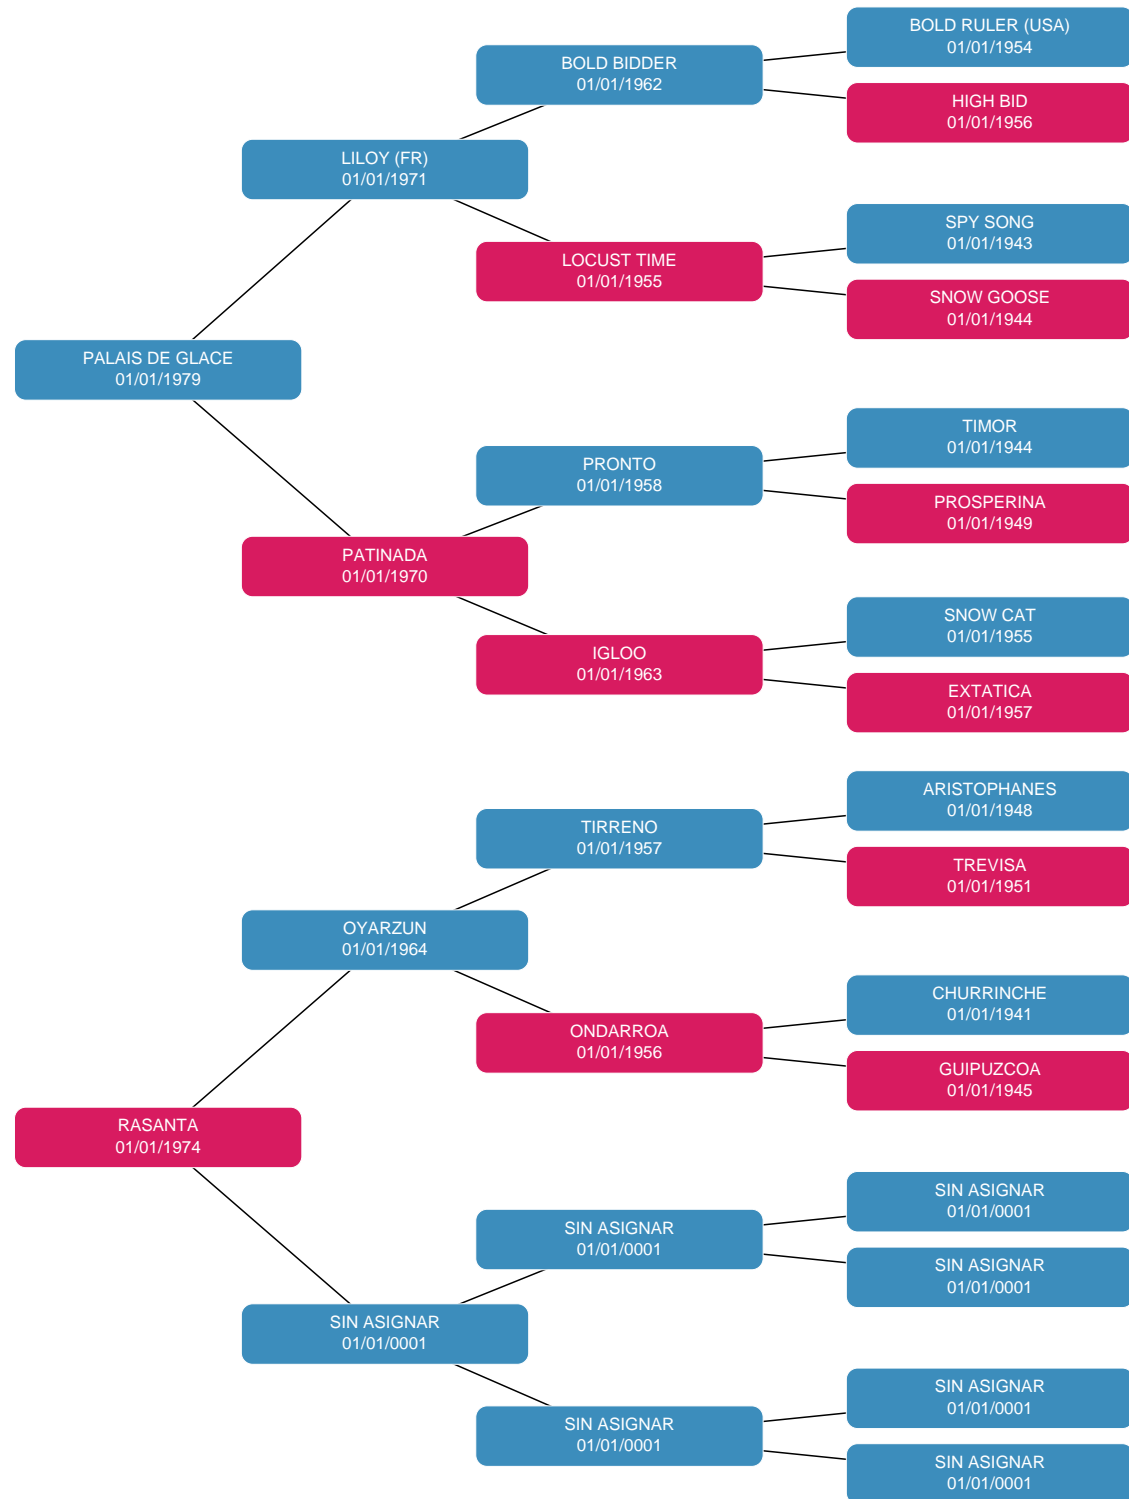 BOLD RULER (USA)
01/01/1954
BOLD BIDDER
01/01/1962
HIGH BID
01/01/1956
LILOY (FR)
01/01/1971
SPY SONG
01/01/1943
LOCUST TIME
01/01/1955
SNOW GOOSE
01/01/1944
PALAIS DE GLACE
01/01/1979
TIMOR
01/01/1944
PRONTO
01/01/1958
PROSPERINA
01/01/1949
PATINADA
01/01/1970
SNOW CAT
01/01/1955
IGLOO
01/01/1963
EXTATICA
01/01/1957
ARISTOPHANES
01/01/1948
TIRRENO
01/01/1957
TREVISA
01/01/1951
OYARZUN
01/01/1964
CHURRINCHE
01/01/1941
ONDARROA
01/01/1956
GUIPUZCOA
01/01/1945
RASANTA
01/01/1974
SIN ASIGNAR
01/01/0001
SIN ASIGNAR
01/01/0001
SIN ASIGNAR
01/01/0001
SIN ASIGNAR
01/01/0001
SIN ASIGNAR
01/01/0001
SIN ASIGNAR
01/01/0001
SIN ASIGNAR
01/01/0001